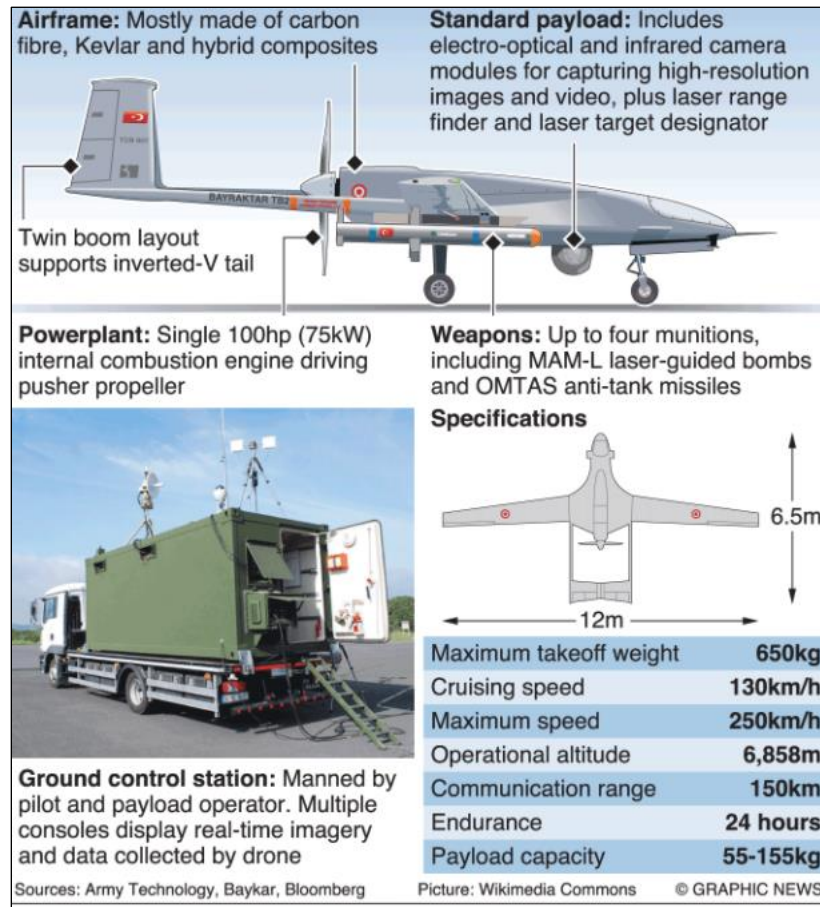 Airframe: Mostly made of carbon
fibre, Kevlar and hybrid composites
Standard payload: Includes
electro-optical and infrared camera
modules for capturing high-resolution
images and video, plus laser range
finder and laser target designator
BAYRAKTAR TB2
Twin boom layout
supports inverted-V tail
Powerplant: Single 100hp (75kW)
internal combustion engine driving
pusher propeller
Weapons: Up to four munitions,
including MAM-L laser-guided bombs
and OMTAS anti-tank missiles
Specifications
6.5m
12m
Maximum takeoff weight 650kg
Cruising speed 130km/h
Maximum speed 250km/h
Operational altitude 6,858m
Communication range 150km
Endurance 24 hours
Payload capacity 55-155kg
Ground control station: Manned by
pilot and payload operator. Multiple
consoles display real-time imagery
and data collected by drone
Sources: Army Technology, Baykar, Bloomberg
Picture: Wikimedia Commons
© GRAPHIC NEWS